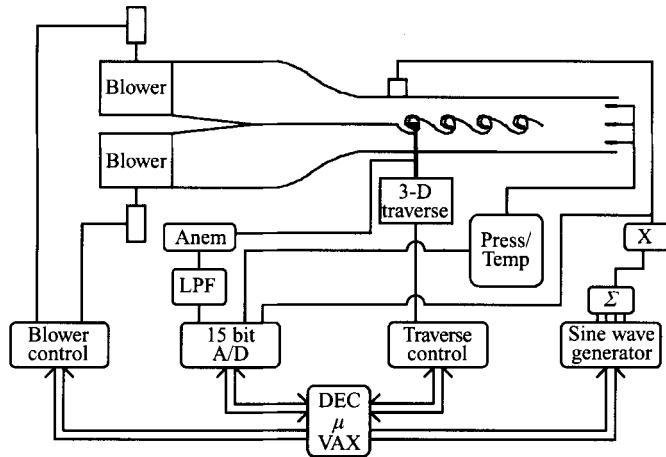 Blower
Blower
3-D
traverse
Anem
Press/
Temp
X
LPF
Σ
Blower
control
15 bit
A/D
Traverse
control
Sine wave
generator
DEC
μ
VAX